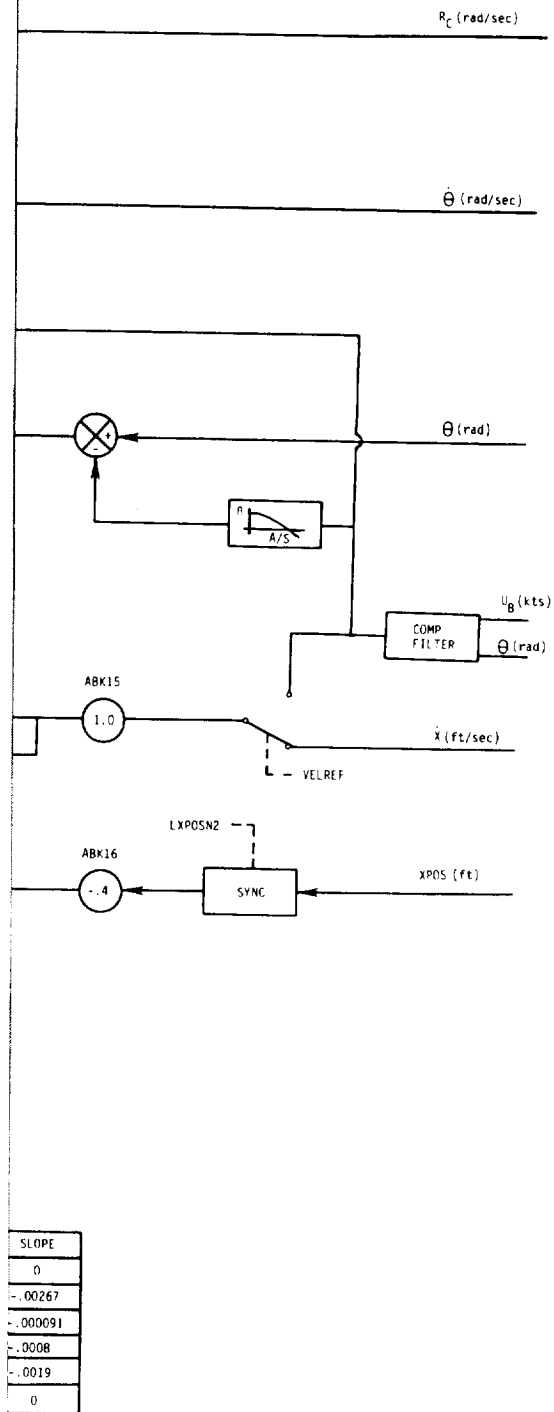 R_C (rad/sec)
θ̇ (rad/sec)
θ (rad)
+
-
θ
A/S
U_B (kts)
COMP
FILTER
θ (rad)
ABK15
1.0
Ẋ (ft/sec)
VELREF
LXPOSN2
ABK16
-.4
SYNC
XPOS (ft)
SLOPE
0
-.00267
-.000091
-.0008
-.0019
0